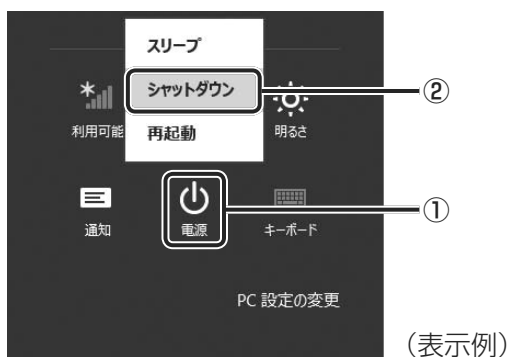 スリープ
シャットダウン
②
利用可能
再起動
明るさ
①
通知
電源
キーボード
PC 設定の変更
(表示例)